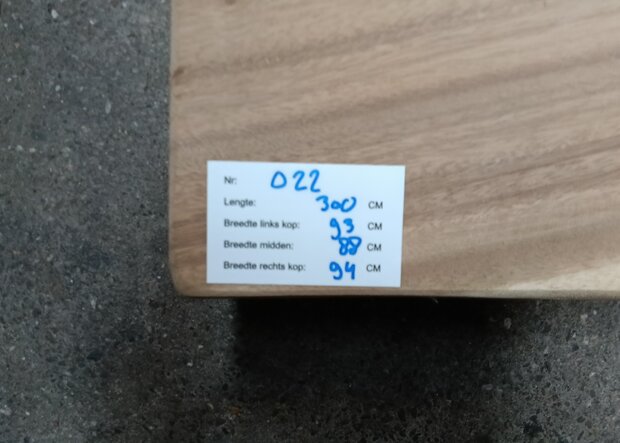 Nr: 022
Lengte: 300 CM
Breedte links kop: 93 CM
Breedte midden: 88 CM
Breedte rechts kop: 94 CM